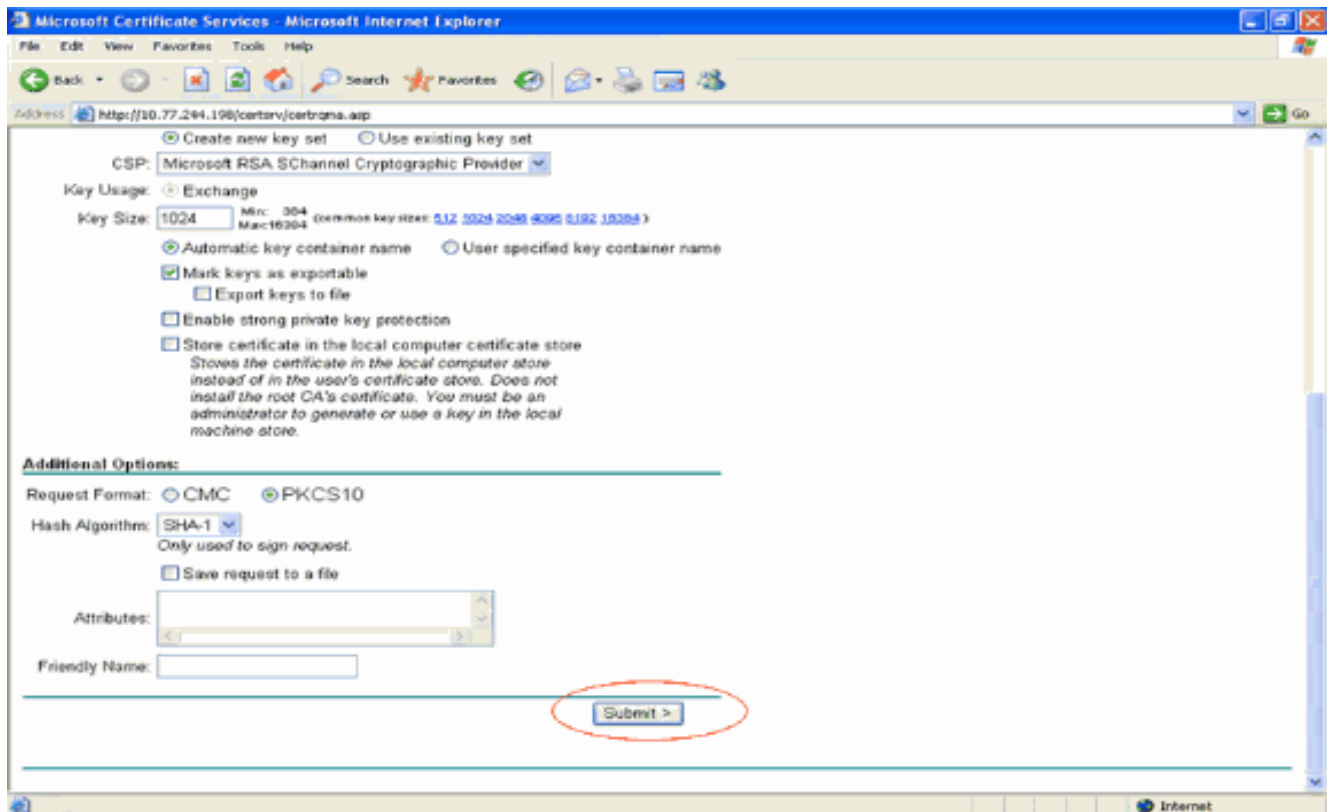 Microsoft Certificate Services - Microsoft Internet Explorer
File Edit View Favorites Tools Help
Back Search Favorites
Address http://10.77.244.198/certsrv/certrqma.asp Go
Create new key set Use existing key set
CSP: Microsoft RSA SChannel Cryptographic Provider
Key Usage: Exchange
Key Size: 1024 Min: 384 Max:16384 (common key sizes: 512 1024 2048 4096 8192 16384 )
Automatic key container name User specified key container name
Mark keys as exportable
Export keys to file
Enable strong private key protection
Store certificate in the local computer certificate store
Stores the certificate in the local computer store
instead of in the user's certificate store. Does not
install the root CA's certificate. You must be an
administrator to generate or use a key in the local
machine store.
Additional Options:
Request Format: CMC PKCS10
Hash Algorithm: SHA-1
Only used to sign request.
Save request to a file
Attributes:
Friendly Name:
Submit >
Internet